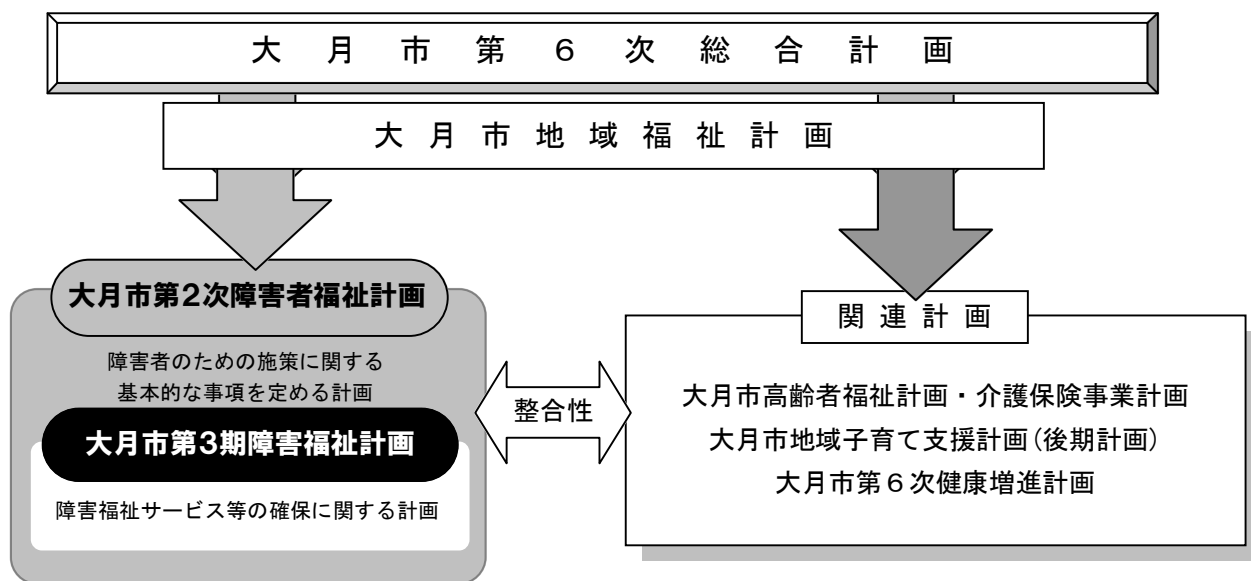 大月市第６次総合計画
大月市地域福祉計画
大月市第2次障害者福祉計画
障害者のための施策に関する
基本的な事項を定める計画
大月市第3期障害福祉計画
障害福祉サービス等の確保に関する計画
整合性
関連計画
大月市高齢者福祉計画・介護保険事業計画
大月市地域子育て支援計画（後期計画）
大月市第６次健康増進計画